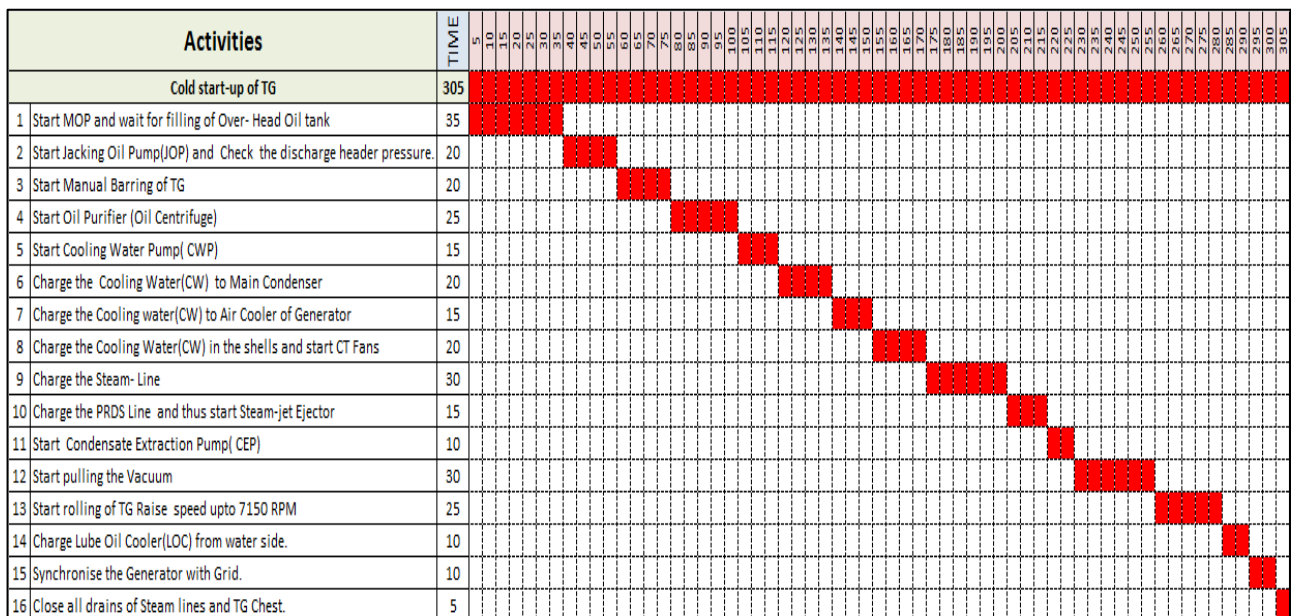 Activities TIME 5 10 15 20 25 30 35 40 45 50 55 60 65 70 75 80 85 90 95 100 105 110 115 120 125 130 135 140 145 150 155 160 165 170 175 180 185 190 195 200 205 210 215 220 225 230 235 240 245 250 255 260 265 270 275 280 285 290 295 300 305
Cold start-up of TG 305
1 Start MOP and wait for filling of Over- Head Oil tank 35
2 Start Jacking Oil Pump(JOP) and Check the discharge header pressure. 20
3 Start Manual Barring of TG 20
4 Start Oil Purifier (Oil Centrifuge) 25
5 Start Cooling Water Pump( CWP) 15
6 Charge the Cooling Water(CW) to Main Condenser 20
7 Charge the Cooling water(CW) to Air Cooler of Generator 15
8 Charge the Cooling Water(CW) in the shells and start CT Fans 20
9 Charge the Steam- Line 30
10 Charge the PRDS Line and thus start Steam-jet Ejector 15
11 Start Condensate Extraction Pump( CEP) 10
12 Start pulling the Vacuum 30
13 Start rolling of TG Raise speed upto 7150 RPM 25
14 Charge Lube Oil Cooler(LOC) from water side. 10
15 Synchronise the Generator with Grid. 10
16 Close all drains of Steam lines and TG Chest. 5